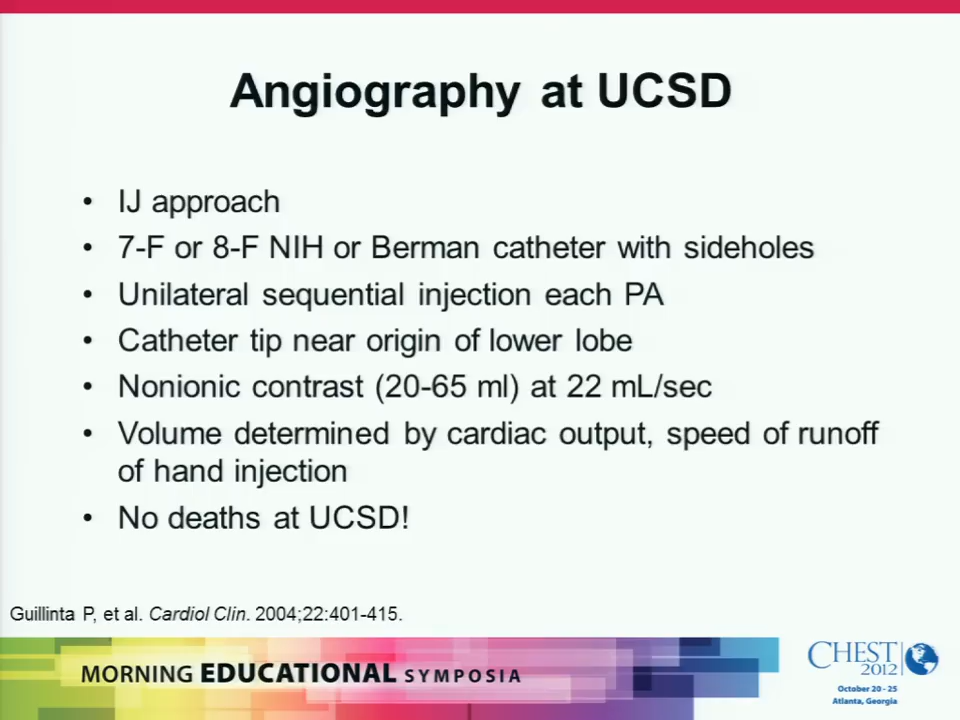 Angiography at UCSD
• IJ approach
• 7-F or 8-F NIH or Berman catheter with sideholes
• Unilateral sequential injection each PA
• Catheter tip near origin of lower lobe
• Nonionic contrast (20-65 ml) at 22 mL/sec
• Volume determined by cardiac output, speed of runoff
of hand injection
• No deaths at UCSD!
Guillinta P, et al. Cardiol Clin. 2004;22:401-415.
MORNING EDUCATIONAL SYMPOSIA
CHEST
2012
October 20 - 25
Atlanta, Georgia